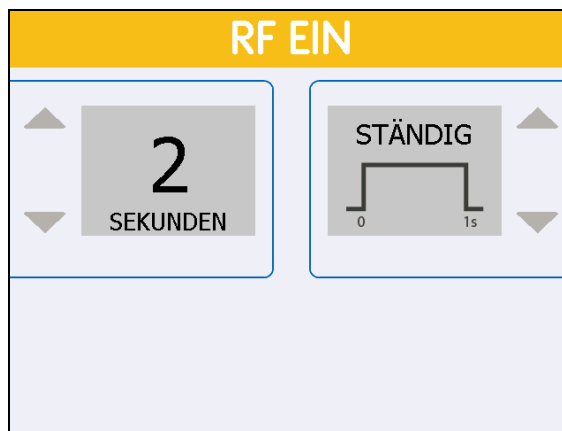 RF EIN
2
SEKUNDEN
STÄNDIG
0 1s